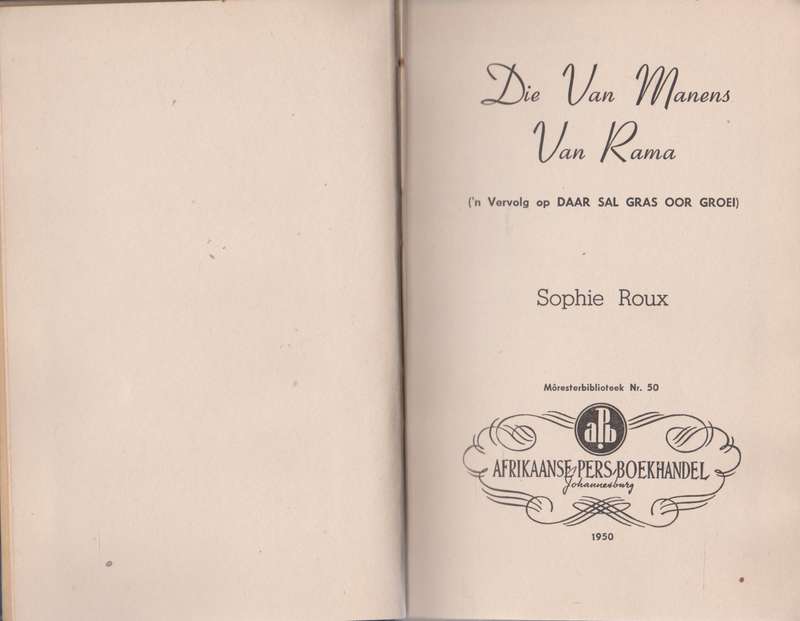 Die Van Manens
Van Rama
('n Vervolg op DAAR SAL GRAS OOR GROEI)
Sophie Roux
Môresterbiblioteek Nr. 50
aPb
AFRIKAANSE PERS BOEKHANDEL
Johannesburg
1950